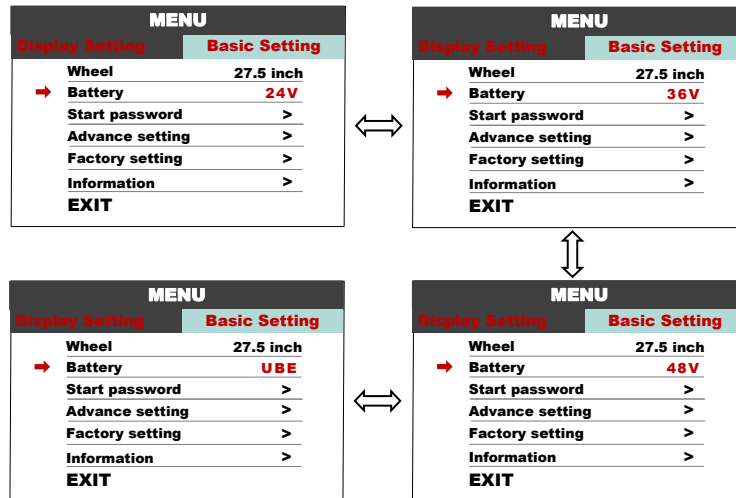 MENU
Display Setting Basic Setting
Wheel 27.5 inch
Battery 24V
Start password >
Advance setting >
Factory setting >
Information >
EXIT
MENU
Display Setting Basic Setting
Wheel 27.5 inch
Battery 36V
Start password >
Advance setting >
Factory setting >
Information >
EXIT
MENU
Display Setting Basic Setting
Wheel 27.5 inch
Battery UBE
Start password >
Advance setting >
Factory setting >
Information >
EXIT
MENU
Display Setting Basic Setting
Wheel 27.5 inch
Battery 48V
Start password >
Advance setting >
Factory setting >
Information >
EXIT